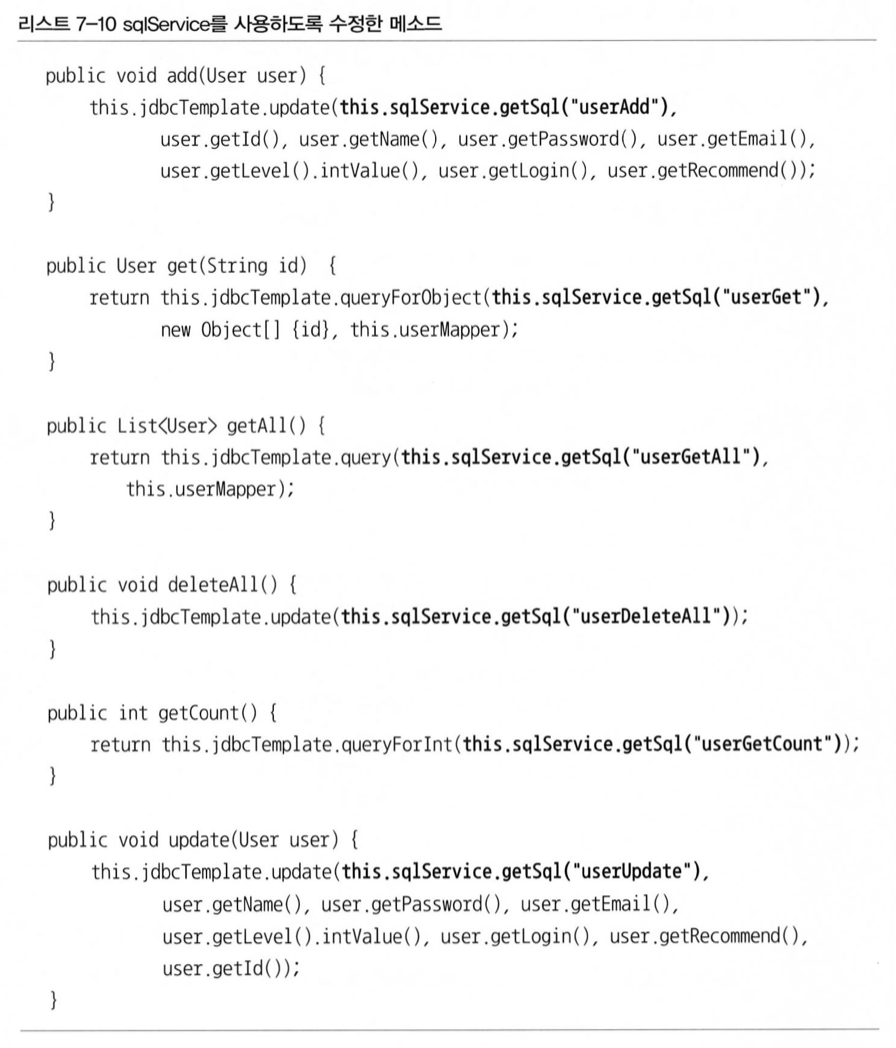 리스트 7-10 sqlService를 사용하도록 수정한 메소드
public void add(User user) {
this.jdbcTemplate.update(this.sqlService.getSql("userAdd"),
user.getId(), user.getName(), user.getPassword(), user.getEmail(),
user.getLevel().intValue(), user.getLogin(), user.getRecommend());
}
public User get(String id) {
return this.jdbcTemplate.queryForObject(this.sqlService.getSql("userGet"),
new Object[] {id}, this.userMapper);
}
public List<User> getAll() {
return this.jdbcTemplate.query(this.sqlService.getSql("userGetAll"),
this.userMapper);
}
public void deleteAll() {
this.jdbcTemplate.update(this.sqlService.getSql("userDeleteAll"));
}
public int getCount() {
return this.jdbcTemplate.queryForInt(this.sqlService.getSql("userGetCount"));
}
public void update(User user) {
this.jdbcTemplate.update(this.sqlService.getSql("userUpdate"),
user.getName(), user.getPassword(), user.getEmail(),
user.getLevel().intValue(), user.getLogin(), user.getRecommend(),
user.getId());
}